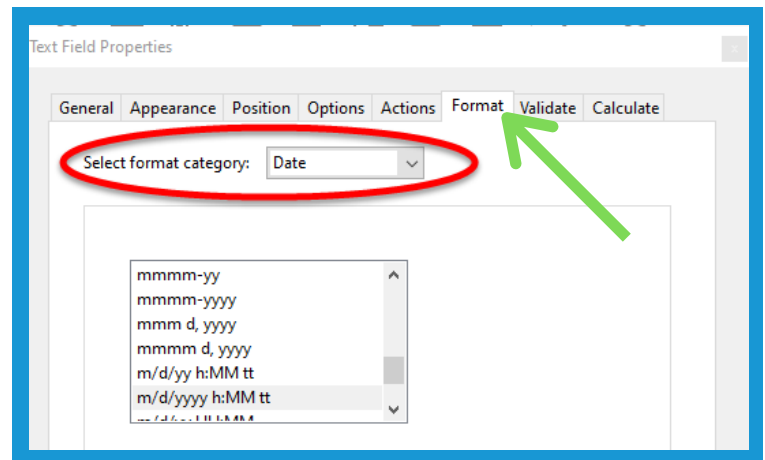 Text Field Properties
x
General Appearance Position Options Actions Format Validate Calculate
Select format category: Date
mmmm-yy
mmmm-yyyy
mmm d, yyyy
mmmm d, yyyy
m/d/yy h:MM tt
m/d/yyyy h:MM tt